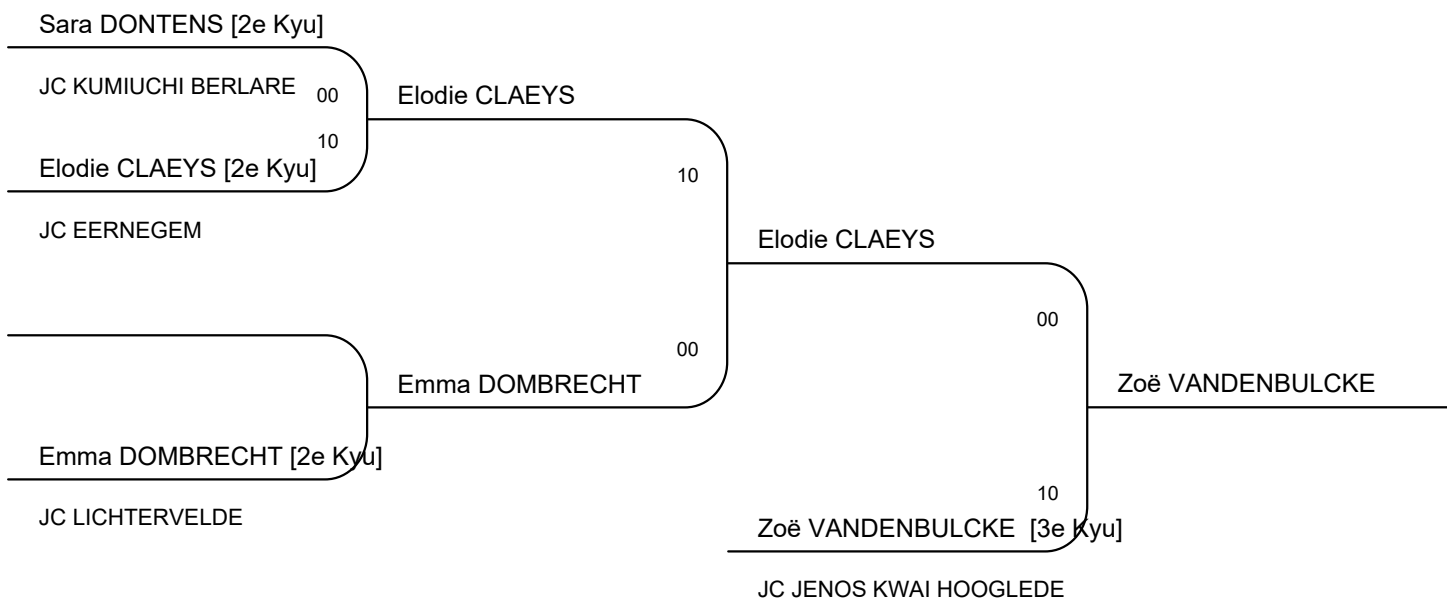 Sara DONTENS [2e Kyu]
JC KUMIUCHI BERLARE
00
Elodie CLAEYS
10
Elodie CLAEYS [2e Kyu]
10
JC EERNEGEM
Elodie CLAEYS
00
00
Emma DOMBRECHT
Zoë VANDENBULCKE
Emma DOMBRECHT [2e Kyu]
10
JC LICHTERVELDE
Zoë VANDENBULCKE [3e Kyu]
JC JENOS KWAI HOOGLEDE